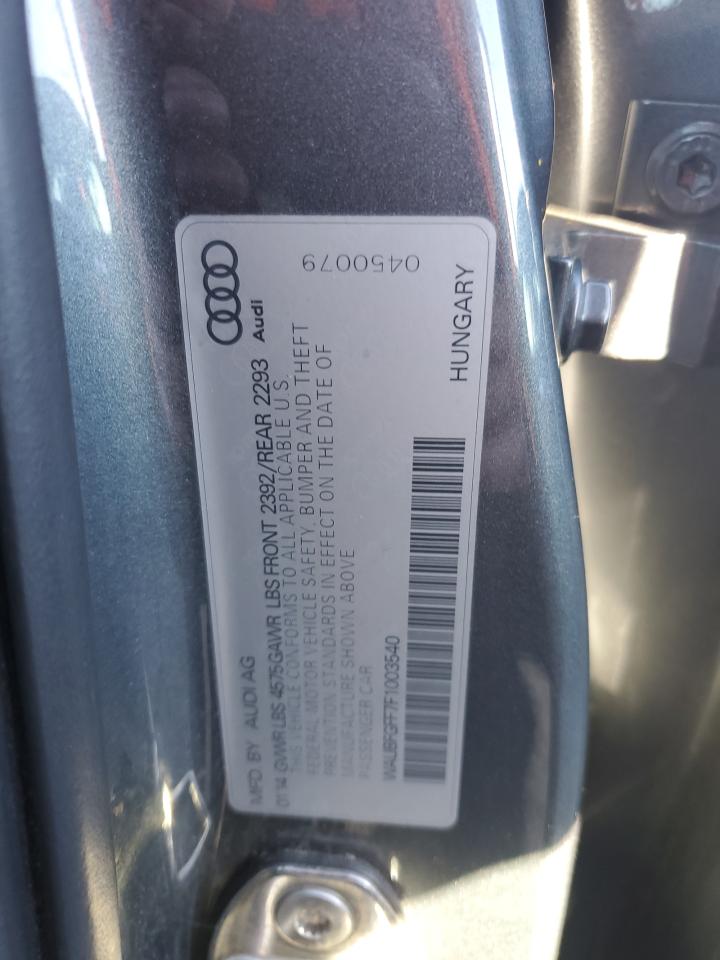 MFD BY AUDI AG
01.14 GVWR LBS 4575 GAWR LBS FRONT 2392/REAR 2293
THIS VEHICLE CONFORMS TO ALL APPLICABLE U.S.
FEDERAL MOTOR VEHICLE SAFETY, BUMPER AND THEFT
PREVENTION STANDARDS IN EFFECT ON THE DATE OF
MANUFACTURE SHOWN ABOVE
PASSENGER CAR
WAUBFGFF7F1003540
Audi
0450079
HUNGARY